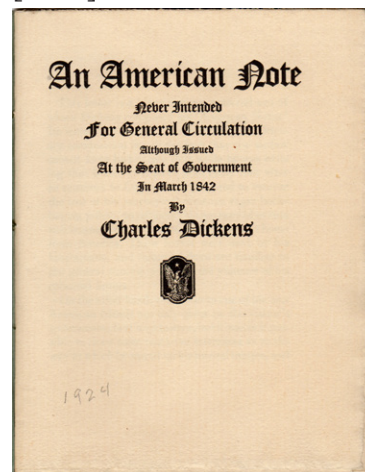 An American Note
Never Intended
For General Circulation
Although Issued
At the Seat of Government
In March 1842
By
Charles Dickens
1924